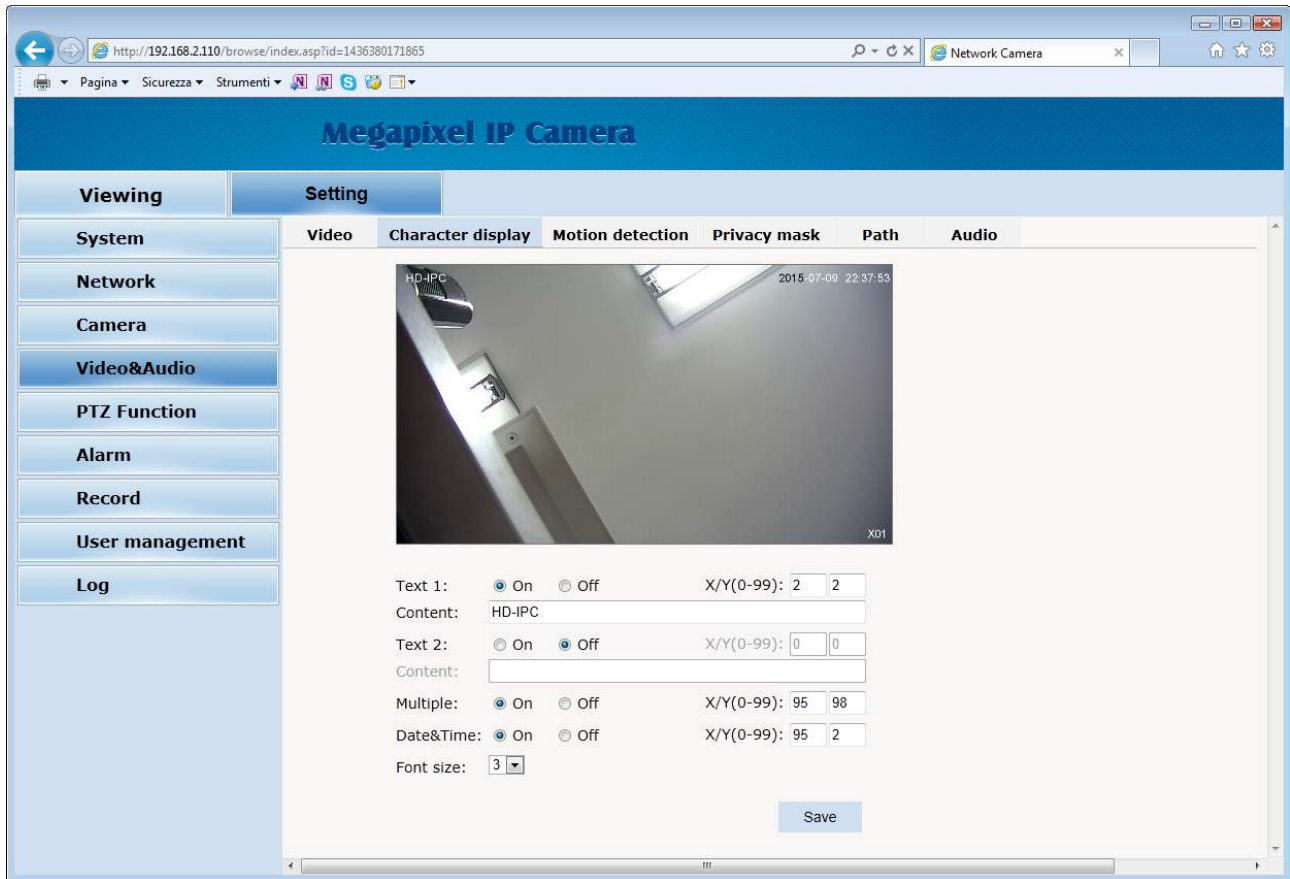 http://192.168.2.110/browse/index.asp?id=1436380171865
Network Camera
Pagina Sicurezza Strumenti
Megapixel IP Camera
Viewing Setting
System
Network
Camera
Video&Audio
PTZ Function
Alarm
Record
User management
Log
Video Character display Motion detection Privacy mask Path Audio
HD-IPC 2015-07-09 22:37:53
X01
Text 1: On Off X/Y(0-99): 2 2
Content: HD-IPC
Text 2: On Off X/Y(0-99): 0 0
Content:
Multiple: On Off X/Y(0-99): 95 98
Date&Time: On Off X/Y(0-99): 95 2
Font size: 3
Save